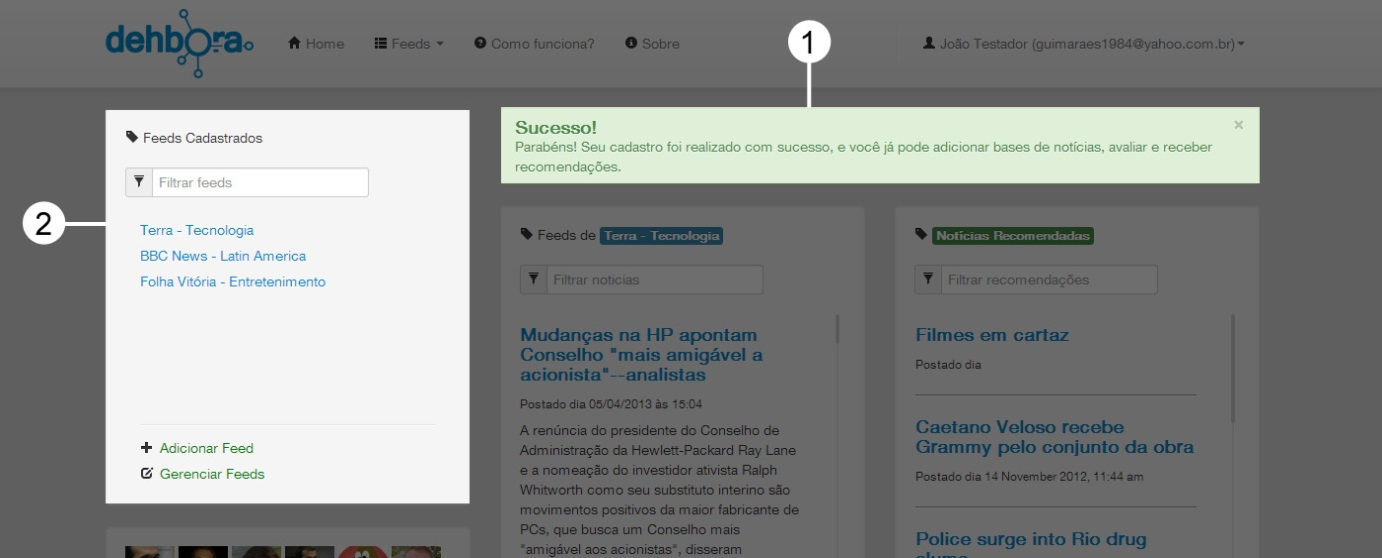 dehbora
Home
Feeds
Como funciona?
Sobre
João Testador (guimaraes1984@yahoo.com.br)
1
Sucesso!
×
Parabéns! Seu cadastro foi realizado com sucesso, e você já pode adicionar bases de notícias, avaliar e receber
recomendações.
2
Feeds Cadastrados
Filtrar feeds
Terra - Tecnologia
BBC News - Latin America
Folha Vitória - Entretenimento
Adicionar Feed
Gerenciar Feeds
Feeds de Terra - Tecnologia
Filtrar noticias
Mudanças na HP apontam
Conselho "mais amigável a
acionista"--analistas
Postado dia 05/04/2013 às 15:04
A renúncia do presidente do Conselho de
Administração da Hewlett-Packard Ray Lane
e a nomeação do investidor ativista Ralph
Whitworth como seu substituto interino são
movimentos positivos da maior fabricante de
PCs, que busca um Conselho mais
"amigável aos acionistas", disseram
Notícias Recomendadas
Filtrar recomendações
Filmes em cartaz
Postado dia
Caetano Veloso recebe
Grammy pelo conjunto da obra
Postado dia 14 November 2012, 11:44 am
Police surge into Rio drug